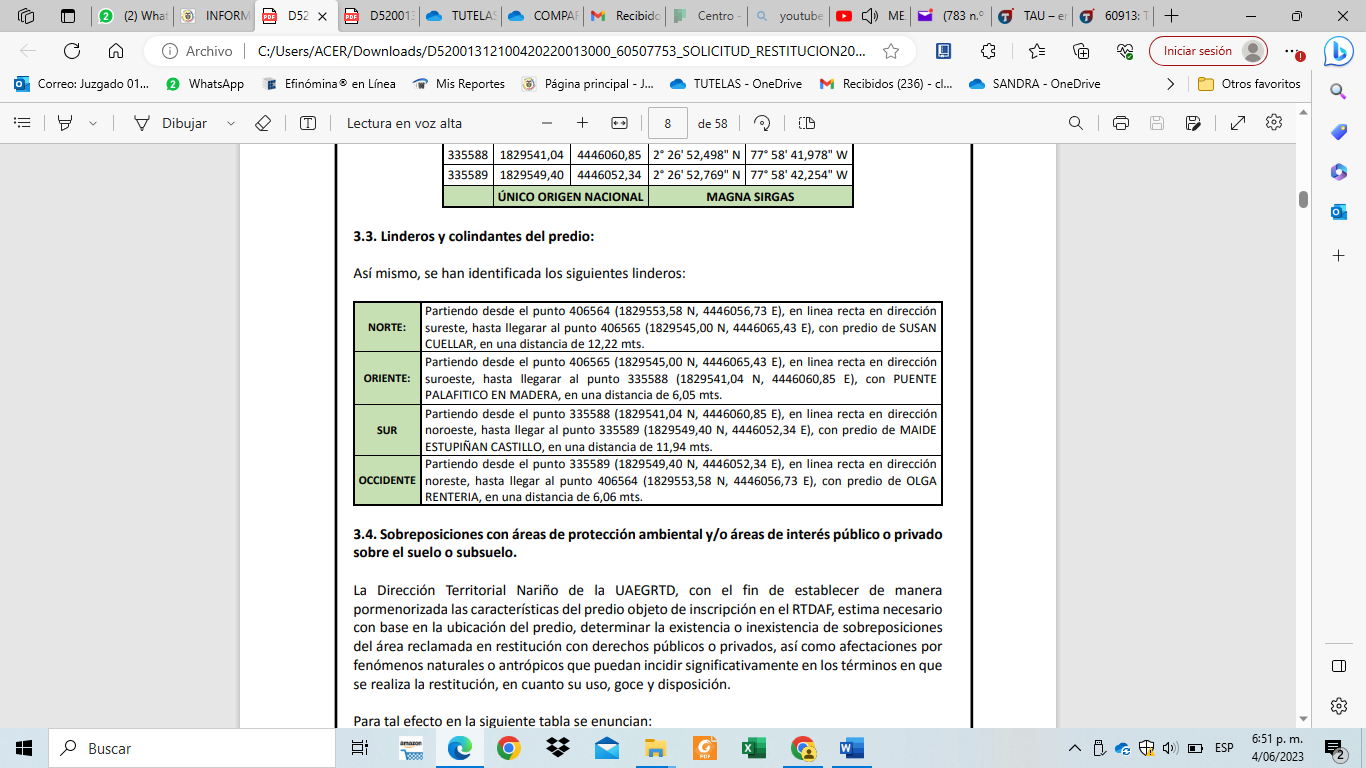 (2) What
INFORM
D52
D520013
TUTELAS
COMPAR
Recibido
Centro -
youtube
ME
(783 n.º
TAU – e
60913: T
Archivo C:/Users/ACER/Downloads/D520013121004202200​13000_60507753_SOLICITUD_RESTITUCION20... Iniciar sesión
Correo: Juzgado 01... WhatsApp Efinómina® en Línea Mis Reportes Página principal - J... TUTELAS - OneDrive Recibidos (236) - cl... SANDRA - OneDrive Otros favoritos
Dibujar Lectura en voz alta 8 de 58
335588 1829541,04 4446060,85 2° 26' 52,498" N 77° 58' 41,978" W
335589 1829549,40 4446052,34 2° 26' 52,769" N 77° 58' 42,254" W
ÚNICO ORIGEN NACIONAL MAGNA SIRGAS
3.3. Linderos y colindantes del predio:
Así mismo, se han identificada los siguientes linderos:
NORTE:
Partiendo desde el punto 406564 (1829553,58 N, 4446056,73 E), en linea recta en dirección
sureste, hasta llegarar al punto 406565 (1829545,00 N, 4446065,43 E), con predio de SUSAN
CUELLAR, en una distancia de 12,22 mts.
ORIENTE:
Partiendo desde el punto 406565 (1829545,00 N, 4446065,43 E), en linea recta en dirección
suroeste, hasta llegarar al punto 335588 (1829541,04 N, 4446060,85 E), con PUENTE
PALAFITICO EN MADERA, en una distancia de 6,05 mts.
SUR
Partiendo desde el punto 335588 (1829541,04 N, 4446060,85 E), en linea recta en dirección
noroeste, hasta llegar al punto 335589 (1829549,40 N, 4446052,34 E), con predio de MAIDE
ESTUPIÑAN CASTILLO, en una distancia de 11,94 mts.
OCCIDENTE
Partiendo desde el punto 335589 (1829549,40 N, 4446052,34 E), en linea recta en dirección
noreste, hasta llegar al punto 406564 (1829553,58 N, 4446056,73 E), con predio de OLGA
RENTERIA, en una distancia de 6,06 mts.
3.4. Sobreposiciones con áreas de protección ambiental y/o áreas de interés público o privado
sobre el suelo o subsuelo.
La Dirección Territorial Nariño de la UAEGRTD, con el fin de establecer de manera
pormenorizada las características del predio objeto de inscripción en el RTDAF, estima necesario
con base en la ubicación del predio, determinar la existencia o inexistencia de sobreposiciones
del área reclamada en restitución con derechos públicos o privados, así como afectaciones por
fenómenos naturales o antrópicos que puedan incidir significativamente en los términos en que
se realiza la restitución, en cuanto su uso, goce y disposición.
Para tal efecto en la siguiente tabla se enuncian:
Buscar
ESP
6:51 p. m.
4/06/2023
2